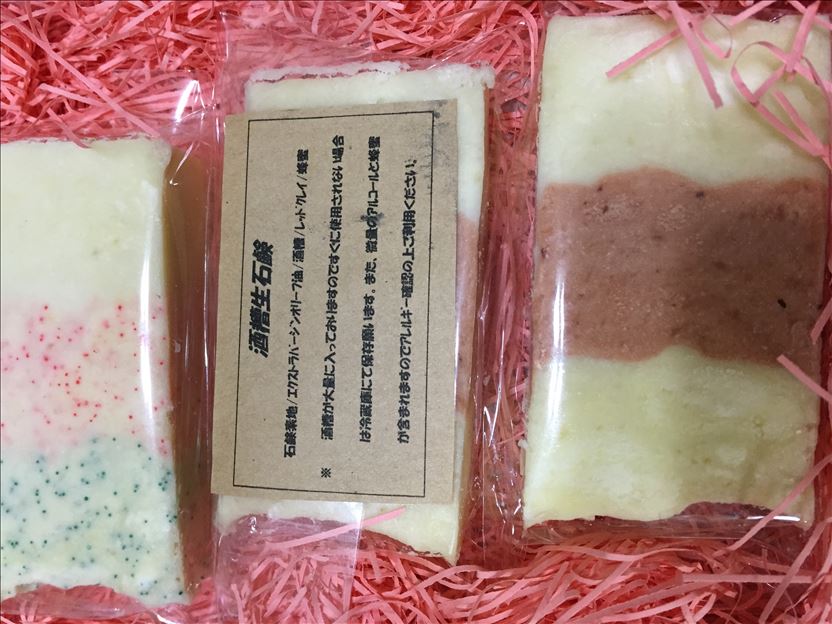 酒糟生石鹸
石鹸素地/エクストラバージンオリーブ油/酒糟/レッドクレイ/蜂蜜
※ 酒糟が大量に入っておりますのですぐに使用されない場合
は冷蔵庫にて保存願います。また、微量のアルコールと蜂蜜
が含まれますのでアレルギー確認の上ご利用ください。